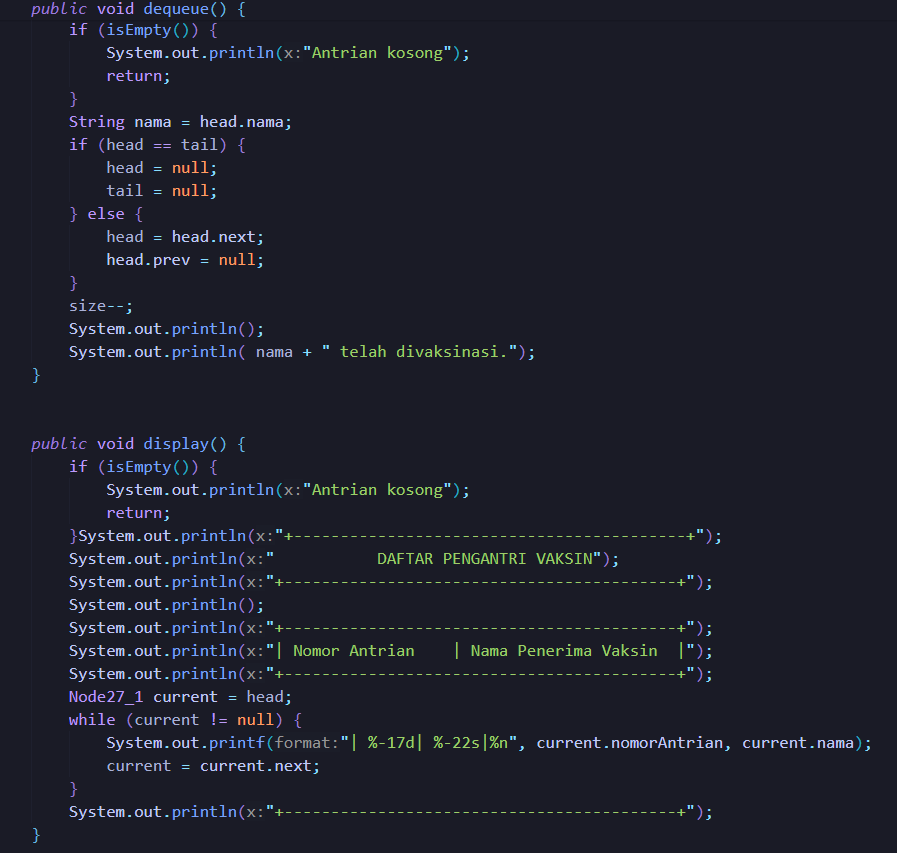 public void dequeue() {
    if (isEmpty()) {
        System.out.println(x:"Antrian kosong");
        return;
    }
    String nama = head.nama;
    if (head == tail) {
        head = null;
        tail = null;
    } else {
        head = head.next;
        head.prev = null;
    }
    size--;
    System.out.println();
    System.out.println( nama + " telah divaksinasi.");
}
public void display() {
    if (isEmpty()) {
        System.out.println(x:"Antrian kosong");
        return;
    }System.out.println(x:"+------------------------------------------+");
    System.out.println(x:"           DAFTAR PENGANTRI VAKSIN");
    System.out.println(x:"+------------------------------------------+");
    System.out.println();
    System.out.println(x:"+------------------------------------------+");
    System.out.println(x:"| Nomor Antrian    | Nama Penerima Vaksin  |");
    System.out.println(x:"+------------------------------------------+");
    Node27_1 current = head;
    while (current != null) {
        System.out.printf(format:"| %-17d| %-22s|%n", current.nomorAntrian, current.nama);
        current = current.next;
    }
    System.out.println(x:"+------------------------------------------+");
}